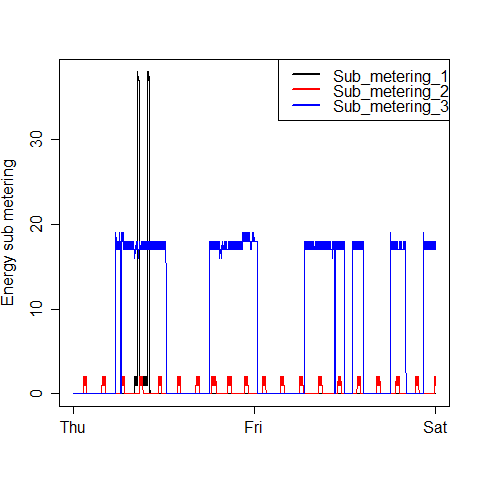 Sub_metering_1
Sub_metering_2
Sub_metering_3
Energy sub metering
30
20
10
0
Thu Fri Sat